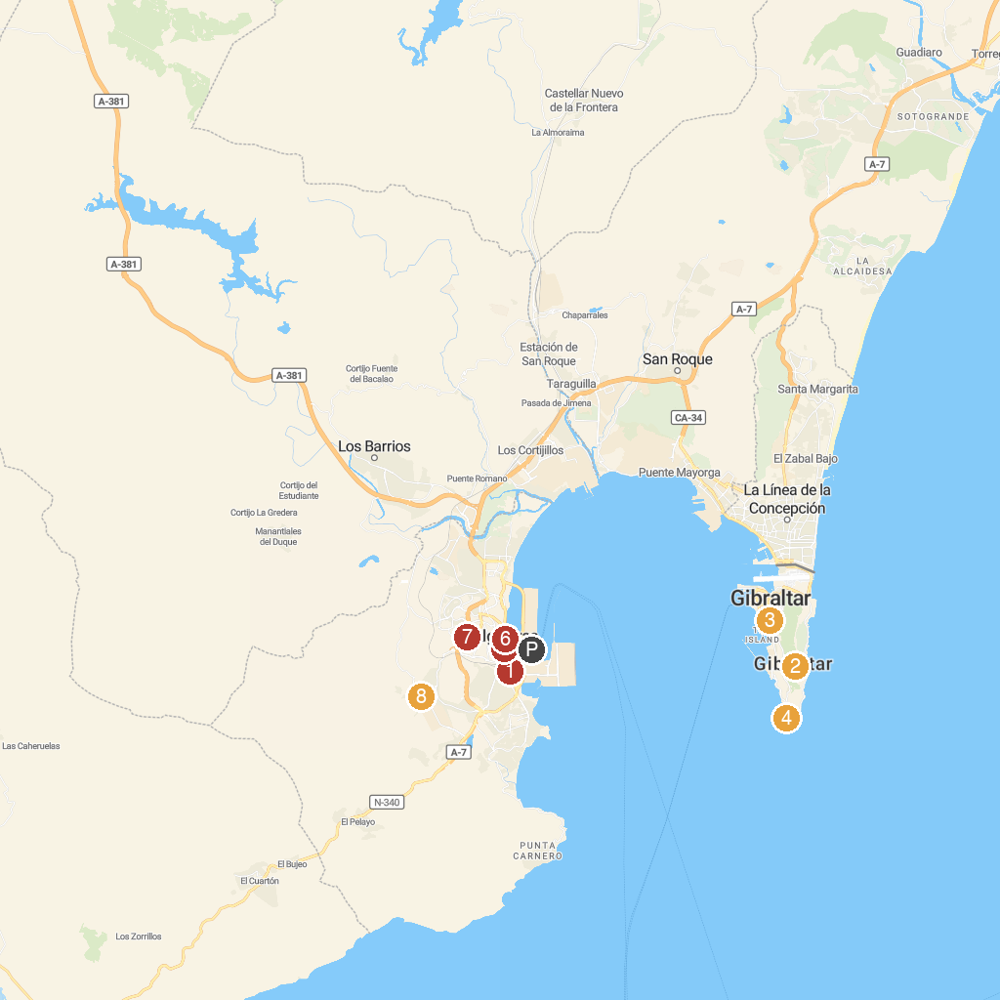 Guadiaro
Castellar Nuevo
de la Frontera
A-381
SOTOGRANDE
La Almoraima
A-7
A-381
LA
ALCAIDESA
A-7
Chaparrales
Estación de
San Roque
San Roque
Cortijo Fuente
del Bacalao
A-381
Taraguilla
Santa Margarita
Pasada de Jimena
CA-34
Los Barrios
Los Cortijillos
El Zabal Bajo
Puente Mayorga
Puente Romano
Cortijo del
Estudiante
La Línea de la
Concepción
Cortijo La Gredera
Manantiales
del Duque
Gibraltar
3
ISLAND
7
6
P
1
2
8
4
Las Caheruelas
A-7
N-340
El Pelayo
PUNTA
CARNERO
El Bujeo
El Cuartón
Los Zorrillos